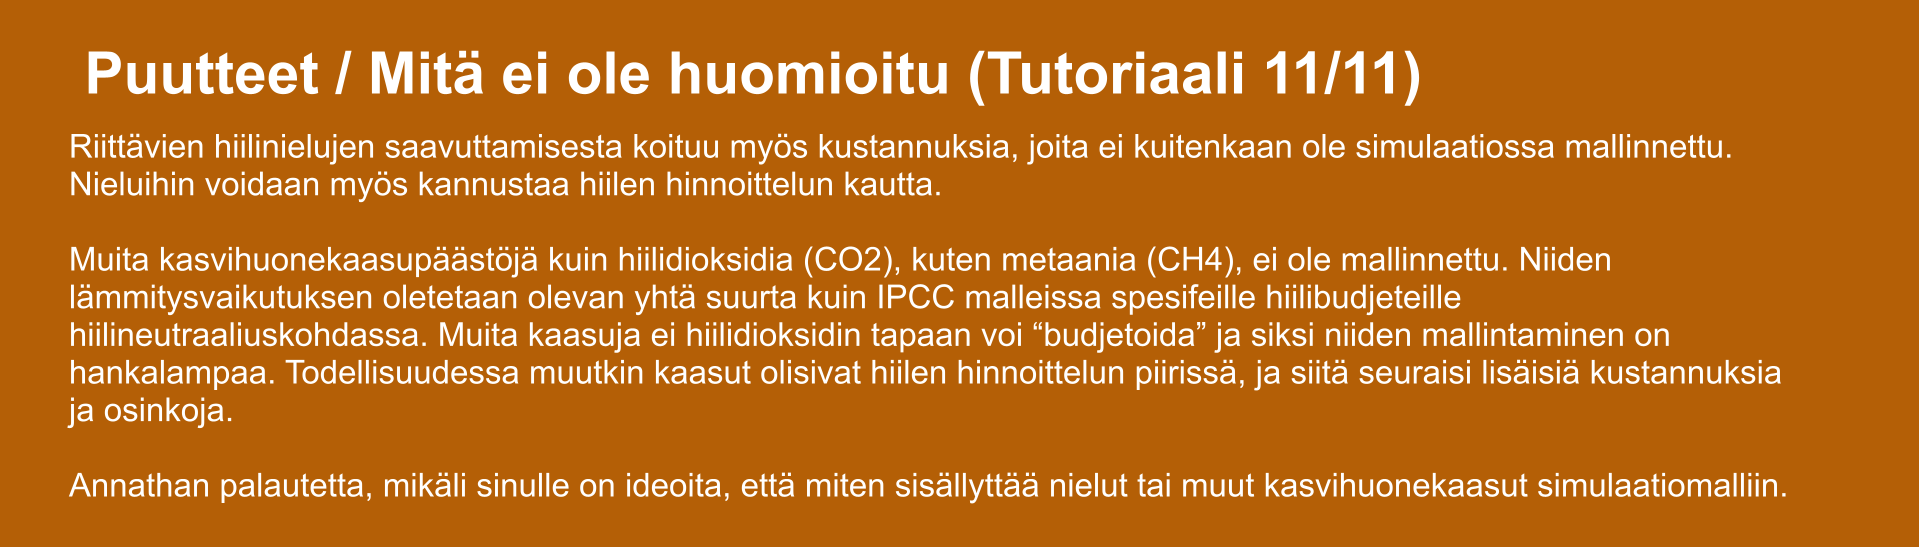 Puutteet / Mitä ei ole huomioitu (Tutoriaali 11/11)
Riittävien hiilinielujen saavuttamisesta koituu myös kustannuksia, joita ei kuitenkaan ole simulaatiossa mallinnettu.
Nieluihin voidaan myös kannustaa hiilen hinnoittelun kautta.
Muita kasvihuonekaasupäästöjä kuin hiilidioksidia (CO2), kuten metaania (CH4), ei ole mallinnettu. Niiden
lämmitysvaikutuksen oletetaan olevan yhtä suurta kuin IPCC malleissa spesifeille hiilibudjeteille
hiilineutraaliuskohdassa. Muita kaasuja ei hiilidioksidin tapaan voi “budjetoida” ja siksi niiden mallintaminen on
hankalampaa. Todellisuudessa muutkin kaasut olisivat hiilen hinnoittelun piirissä, ja siitä seuraisi lisäisiä kustannuksia
ja osinkoja.
Annathan palautetta, mikäli sinulle on ideoita, että miten sisällyttää nielut tai muut kasvihuonekaasut simulaatiomalliin.